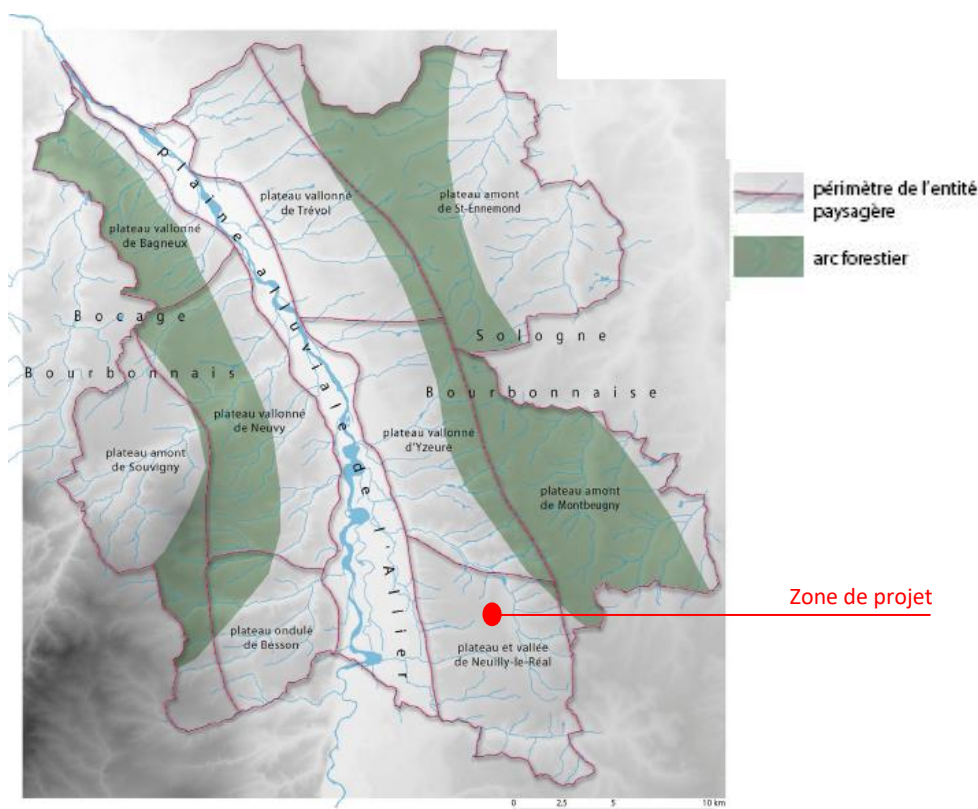 périmètre de l'entité
paysagère
arc forestier
plaine alluviale de l'Allier
plateau vallonné
de Trévol
plateau amont
de St-Ennemond
plateau vallonné
de Bagneux
Bocage
Bourbonnais
Sologne
Bourbonnaise
plateau vallonné
de Neuvy
plateau amont
de Souvigny
plateau vallonné
d'Yzeure
plateau amont
de Montbeugny
Zone de projet
plateau ondulé
de Besson
plateau et vallée
de Neuilly-le-Réal
0 2,5 5 10 km